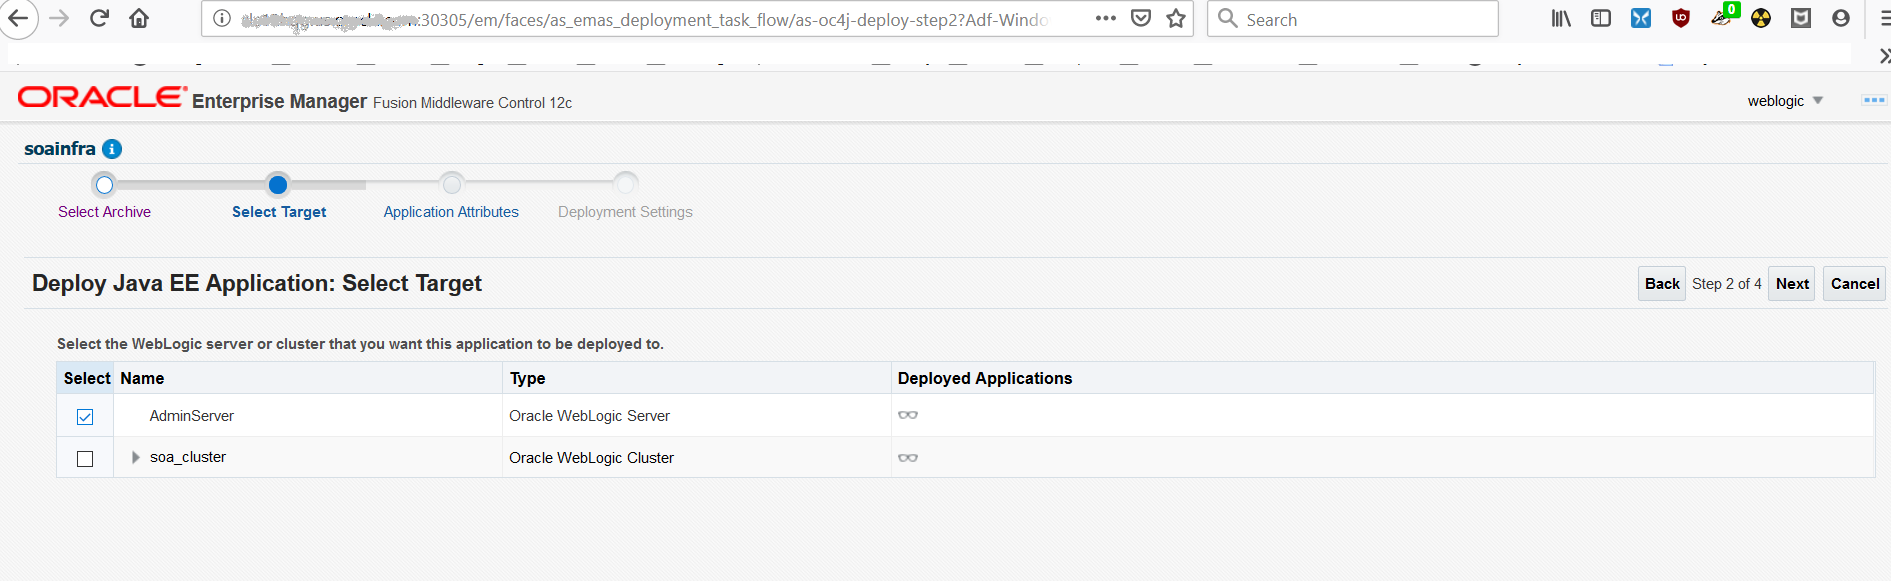 :30305/em/faces/as_emas_deployment_task_flow/as-oc4j-deploy-step2?Adf-Windo
Search
0
ORACLE Enterprise Manager Fusion Middleware Control 12c
weblogic
soainfra
Select Archive Select Target Application Attributes Deployment Settings
Deploy Java EE Application: Select Target
Back Step 2 of 4 Next Cancel
Select the WebLogic server or cluster that you want this application to be deployed to.
Select Name Type Deployed Applications
AdminServer Oracle WebLogic Server
soa_cluster Oracle WebLogic Cluster